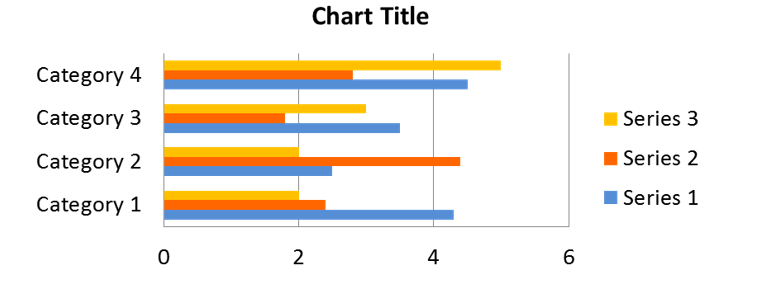 Chart Title
Category 4
Category 3
Category 2
Category 1
0 2 4 6
Series 3
Series 2
Series 1